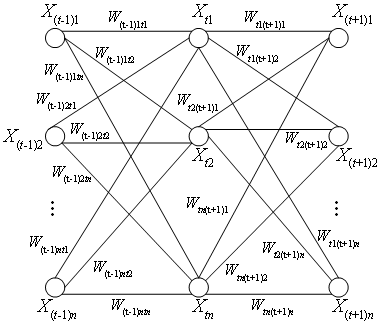 X(t-1)1 Xt1 X(t+1)1
W(t-1)1t1 Wt1(t+1)1
W(t-1)1t2 Wt1(t+1)2
W(t-1)1tn
W(t-1)2t1 Wt2(t+1)1
W(t-1)2t2 Wt2(t+1)2
X(t-1)2 Xt2 X(t+1)2
W(t-1)2tn
⋮ Wtn(t+1)1 ⋮
W(t-1)nt1 Wt2(t+1)n Wt1(t+1)n
W(t-1)nt2 Wtn(t+1)2
W(t-1)ntn Wtn(t+1)n
X(t-1)n Xtn X(t+1)n